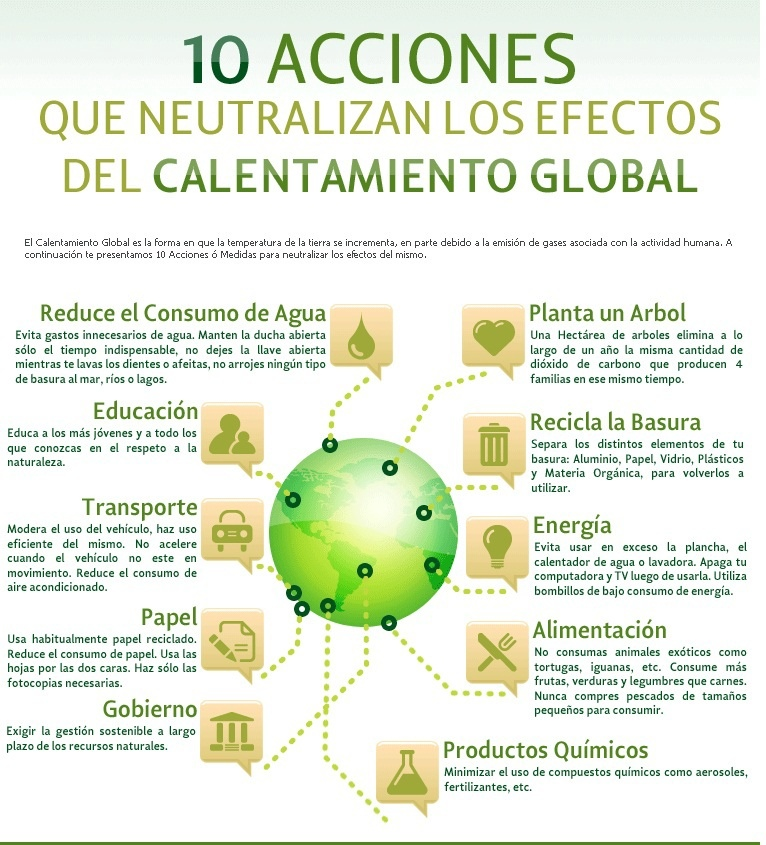 10 ACCIONES
QUE NEUTRALIZAN LOS EFECTOS
DEL CALENTAMIENTO GLOBAL
El Calentamiento Global es la forma en que la temperatura de la tierra se incrementa, en parte debido a la emisión de gases asociada con la actividad humana. A
continuación te presentamos 10 Acciones ó Medidas para neutralizar los efectos del mismo.
Reduce el Consumo de Agua
Evita gastos innecesarios de agua. Manten la ducha abierta
sólo el tiempo indispensable, no dejes la llave abierta
mientras te lavas los dientes o afeitas, no arrojes ningún tipo
de basura al mar, ríos o lagos.
Planta un Arbol
Una Hectárea de arboles elimina a lo
largo de un año la misma cantidad de
dióxido de carbono que producen 4
familias en ese mismo tiempo.
Educación
Educa a los más jóvenes y a todo los
que conozcas en el respeto a la
naturaleza.
Recicla la Basura
Separa los distintos elementos de tu
basura: Aluminio, Papel, Vidrio, Plásticos
y Materia Orgánica, para volverlos a
utilizar.
Transporte
Modera el uso del vehículo, haz uso
eficiente del mismo. No acelere
cuando el vehículo no este en
movimiento. Reduce el consumo de
aire acondicionado.
Energía
Evita usar en exceso la plancha, el
calentador de agua o lavadora. Apaga tu
computadora y TV luego de usarla. Utiliza
bombillos de bajo consumo de energía.
Papel
Usa habitualmente papel reciclado.
Reduce el consumo de papel. Usa las
hojas por las dos caras. Haz sólo las
fotocopias necesarias.
Alimentación
No consumas animales exóticos como
tortugas, iguanas, etc. Consume más
frutas, verduras y legumbres que carnes.
Nunca compres pescados de tamaños
pequeños para consumir.
Gobierno
Exigir la gestión sostenible a largo
plazo de los recursos naturales.
Productos Químicos
Minimizar el uso de compuestos químicos como aerosoles,
fertilizantes, etc.